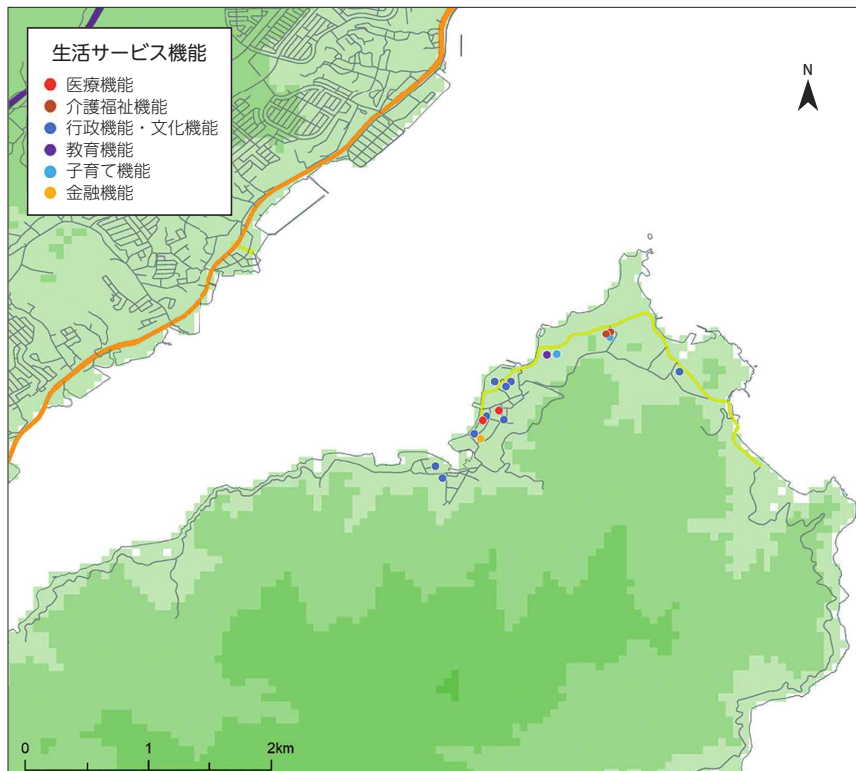 生活サービス機能
医療機能
介護福祉機能
行政機能・文化機能
教育機能
子育て機能
金融機能
N
0 1 2km